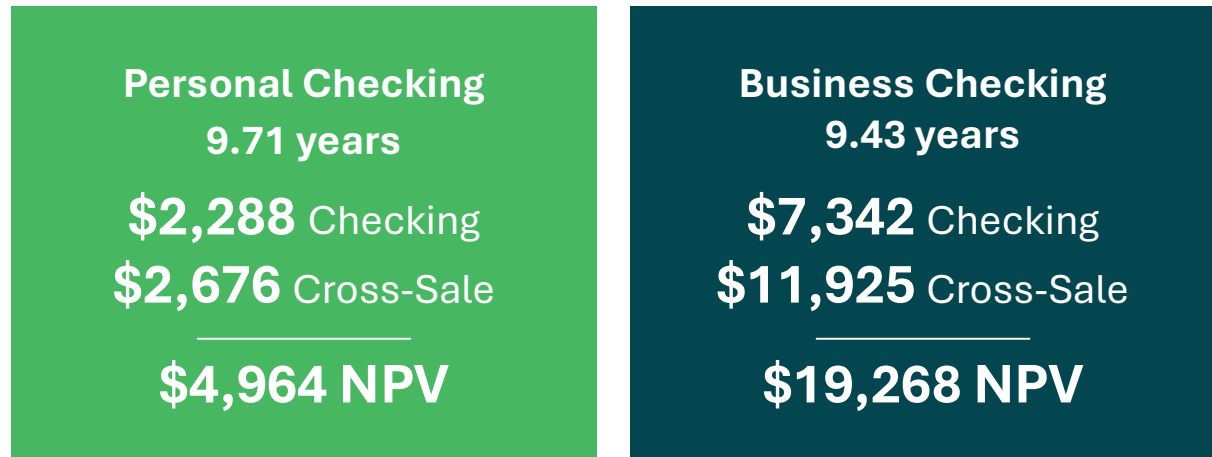 Personal Checking
9.71 years
$2,288 Checking
$2,676 Cross-Sale
$4,964 NPV
Business Checking
9.43 years
$7,342 Checking
$11,925 Cross-Sale
$19,268 NPV